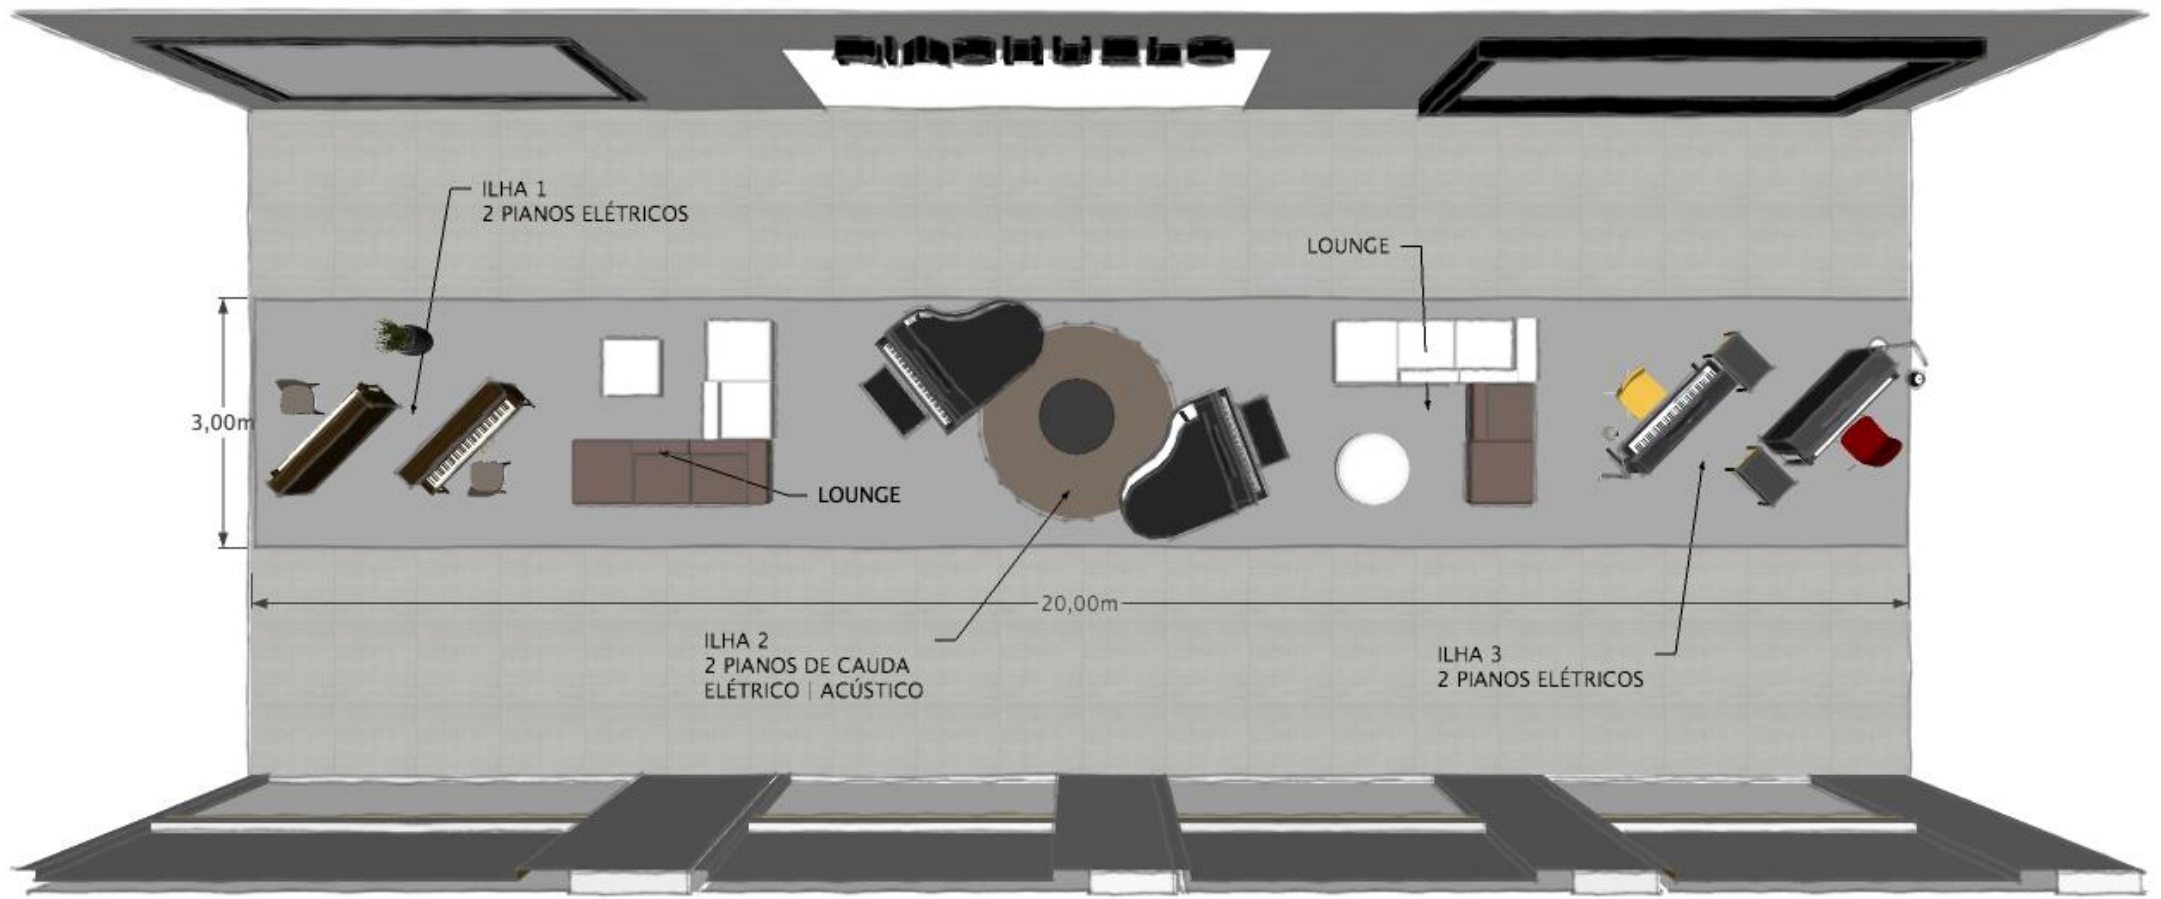 ILHA 1
2 PIANOS ELÉTRICOS
LOUNGE
3,00m
LOUNGE
20,00m
ILHA 2
2 PIANOS DE CAUDA
ELÉTRICO | ACÚSTICO
ILHA 3
2 PIANOS ELÉTRICOS